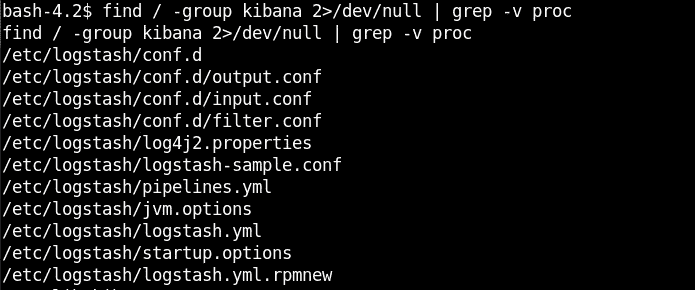 bash-4.2$ find / -group kibana 2>/dev/null | grep -v proc
find / -group kibana 2>/dev/null | grep -v proc
/etc/logstash/conf.d
/etc/logstash/conf.d/output.conf
/etc/logstash/conf.d/input.conf
/etc/logstash/conf.d/filter.conf
/etc/logstash/log4j2.properties
/etc/logstash/logstash-sample.conf
/etc/logstash/pipelines.yml
/etc/logstash/jvm.options
/etc/logstash/logstash.yml
/etc/logstash/startup.options
/etc/logstash/logstash.yml.rpmnew